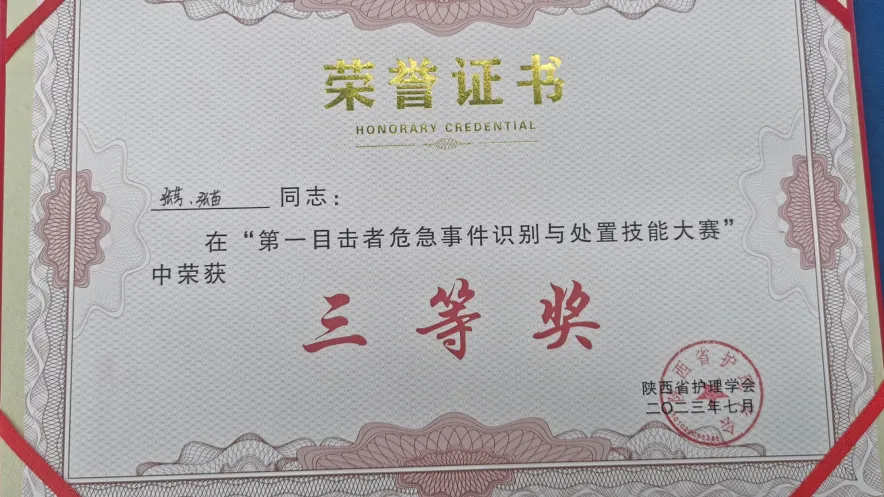 荣誉证书
HONORARY CREDENTIAL
同志：
在“第一目击者危急事件识别与处置技能大赛”
中荣获
三等奖
陕西省护理学会
二〇二三年七月